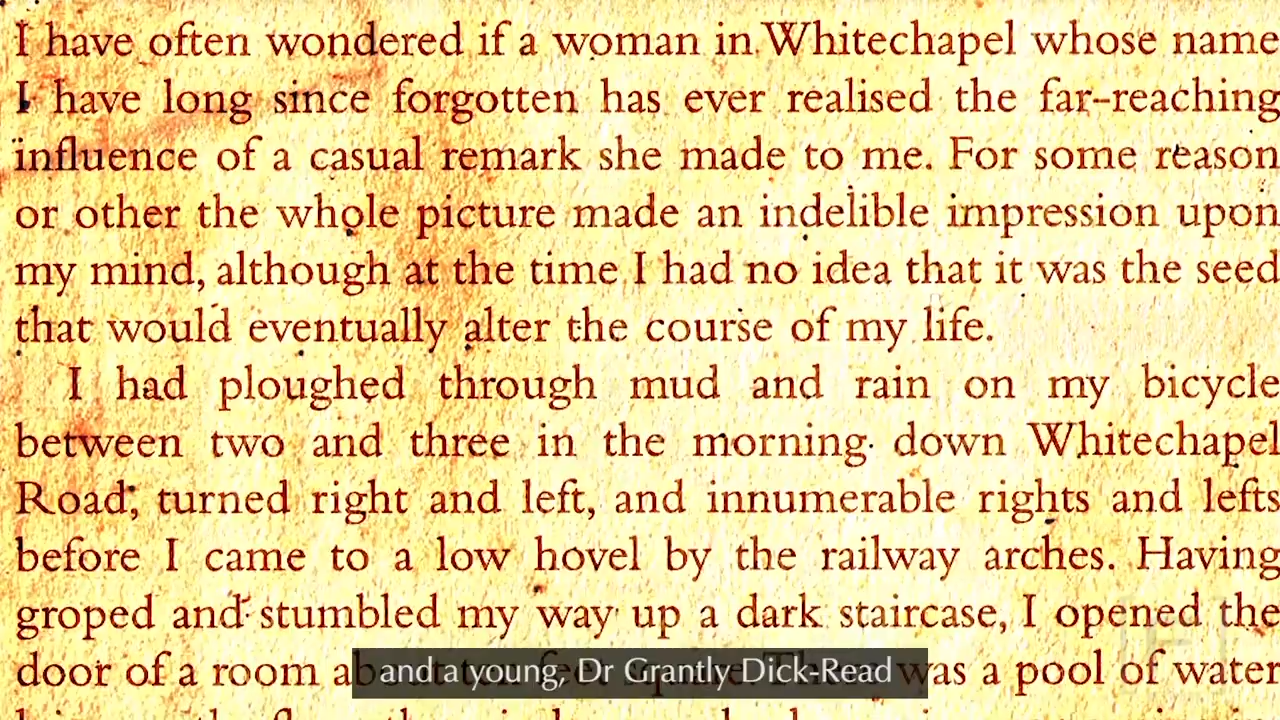 I have often wondered if a woman in Whitechapel whose name
I have long since forgotten has ever realised the far-reaching
influence of a casual remark she made to me. For some reason
or other the whole picture made an indelible impression upon
my mind, although at the time I had no idea that it was the seed
that would eventually alter the course of my life.
I had ploughed through mud and rain on my bicycle
between two and three in the morning down Whitechapel
Road, turned right and left, and innumerable rights and lefts
before I came to a low hovel by the railway arches. Having
groped and stumbled my way up a dark staircase, I opened the
door of a room about ten feet square. There was a pool of water
and a young, Dr Grantly Dick-Read